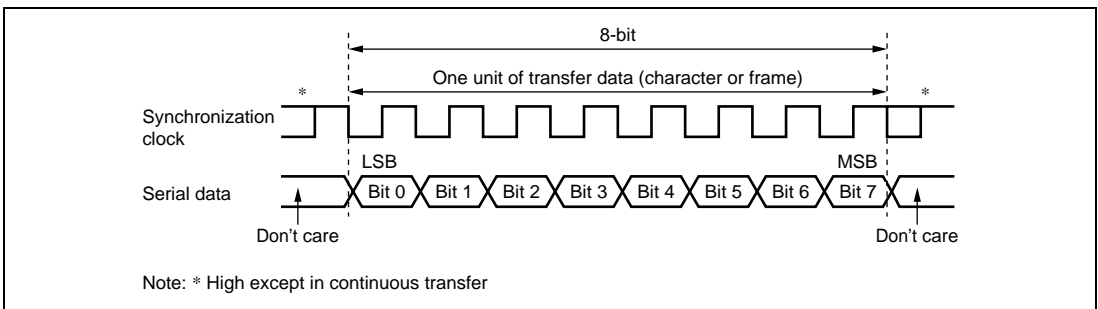 8-bit
One unit of transfer data (character or frame)
* *
Synchronization
clock
LSB MSB
Serial data Bit 0 Bit 1 Bit 2 Bit 3 Bit 4 Bit 5 Bit 6 Bit 7
Don't care Don't care
Note: * High except in continuous transfer